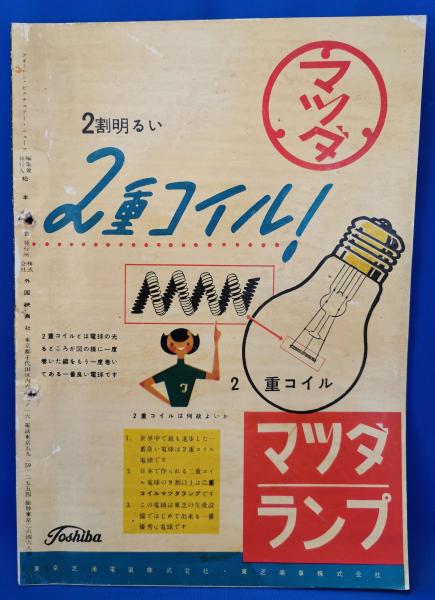 マツダ
2割明るい
2重コイル!
2重コイルとは電球の光
るところが図の様に一度
巻いた線をもう一度巻い
てある一番良い電球です
2 重コイル
2重コイルは何故よいか
1. 世界中で最も進歩した一
番良い電球は2重コイル
電球です
2. 日本で作られる二重コイ
ル電球の9割以上は二重
コイルマツダランプです
3. この電球は東芝の生産設
備ではじめて出来る一番
優秀な電球です
マツダ
ランプ
Toshiba
東京芝浦電気株式会社・東芝商事株式会社